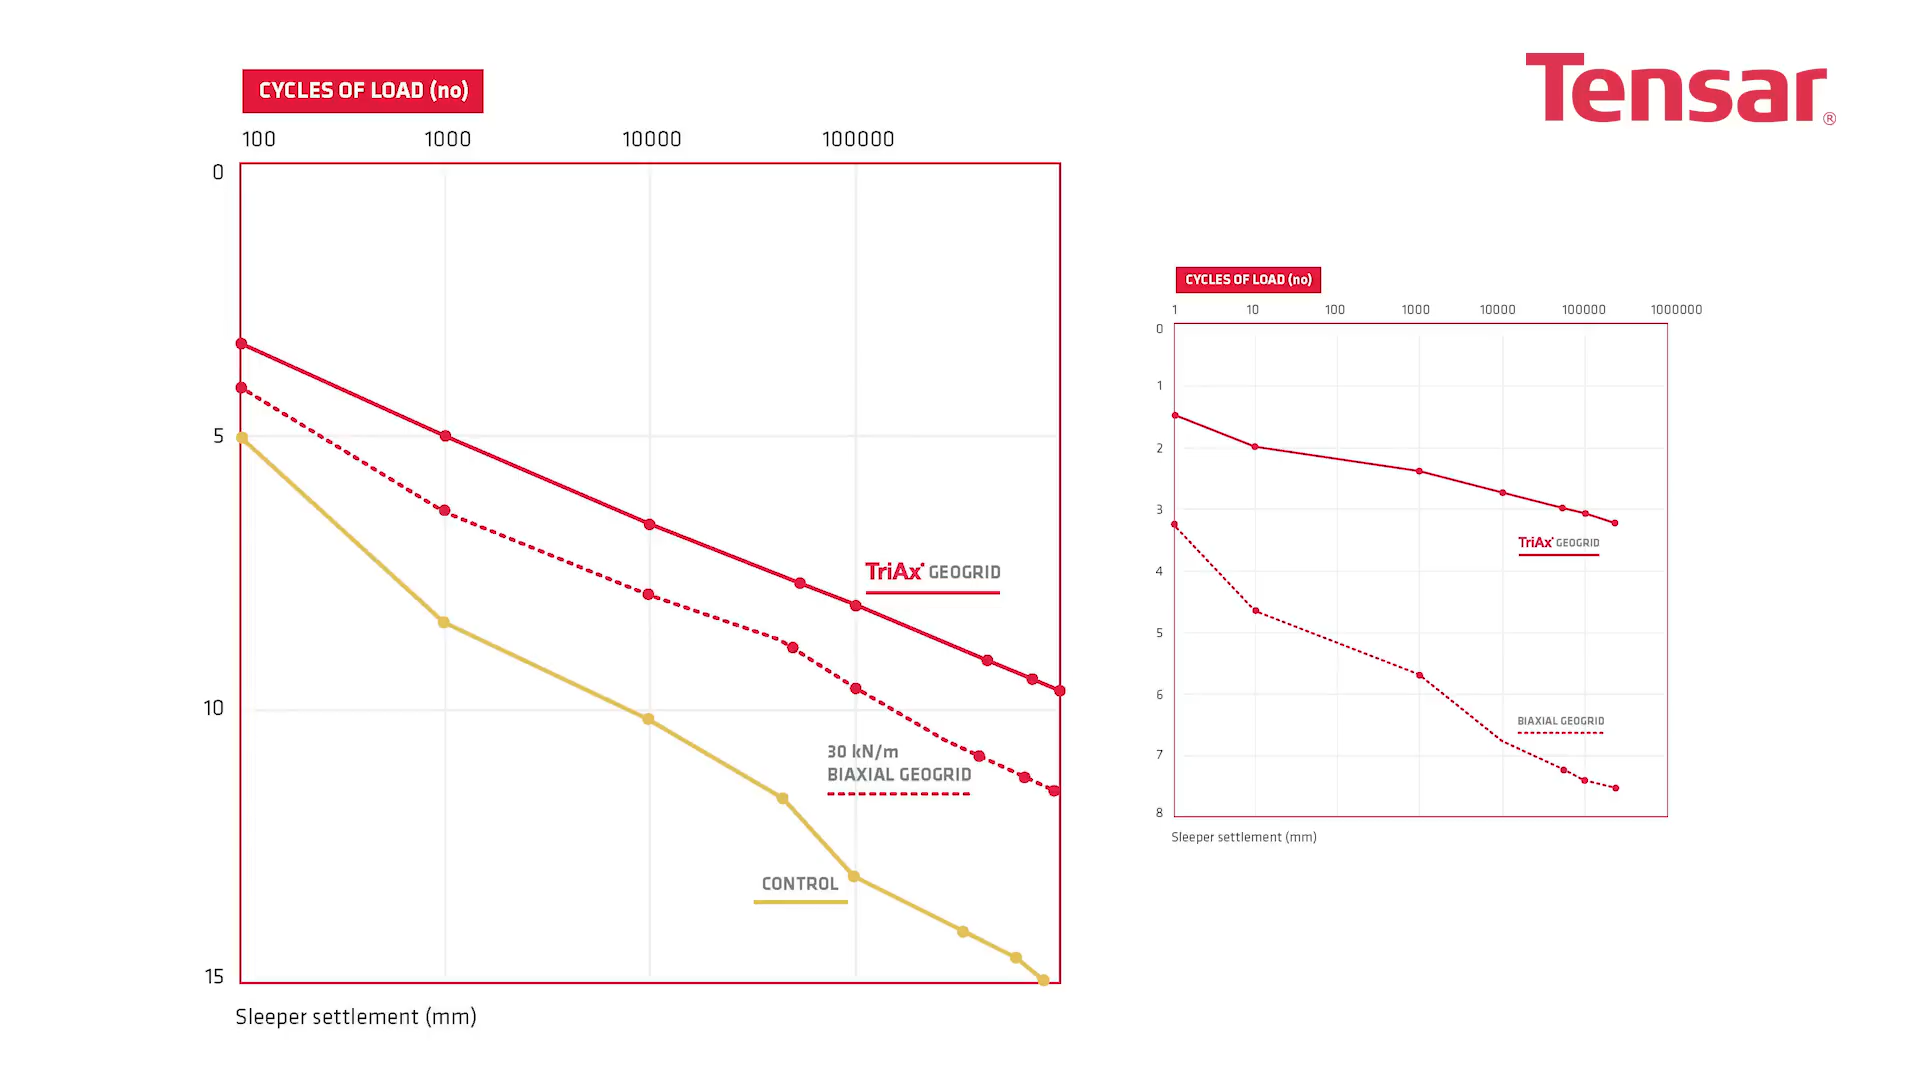 Tensar®
CYCLES OF LOAD (no)
100 1000 10000 100000
0
5
10
15
TriAx® GEOGRID
30 kN/m
BIAXIAL GEOGRID
CONTROL
Sleeper settlement (mm)
CYCLES OF LOAD (no)
1 10 100 1000 10000 100000 1000000
0
1
2
3
4
5
6
7
8
TriAx® GEOGRID
BIAXIAL GEOGRID
Sleeper settlement (mm)